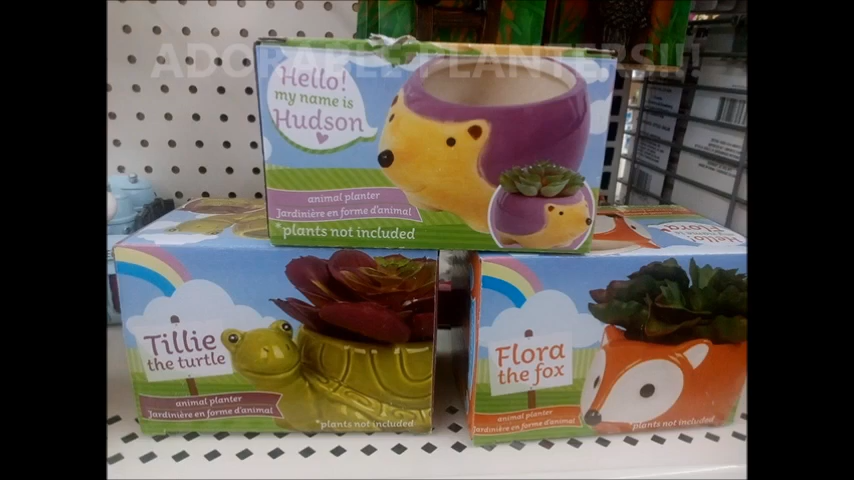 ADORABLE PLANTERS!!!
Hello!
my name is
Hudson
animal planter
Jardinière en forme d'animal
*plants not included
Hello!
Flora
Tillie
the turtle
animal planter
Jardinière en forme d'animal
*plants not included
Flora
the fox
animal planter
Jardinière en forme d'animal
*plants not included